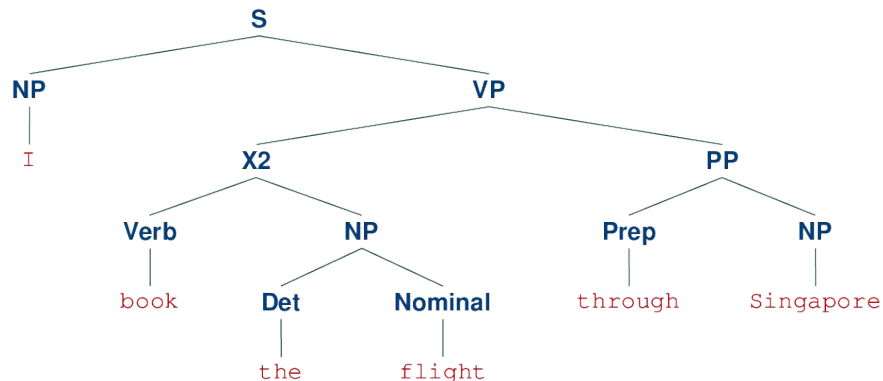 S
NP VP
I X2 PP
Verb NP Prep NP
book Det Nominal through Singapore
the flight